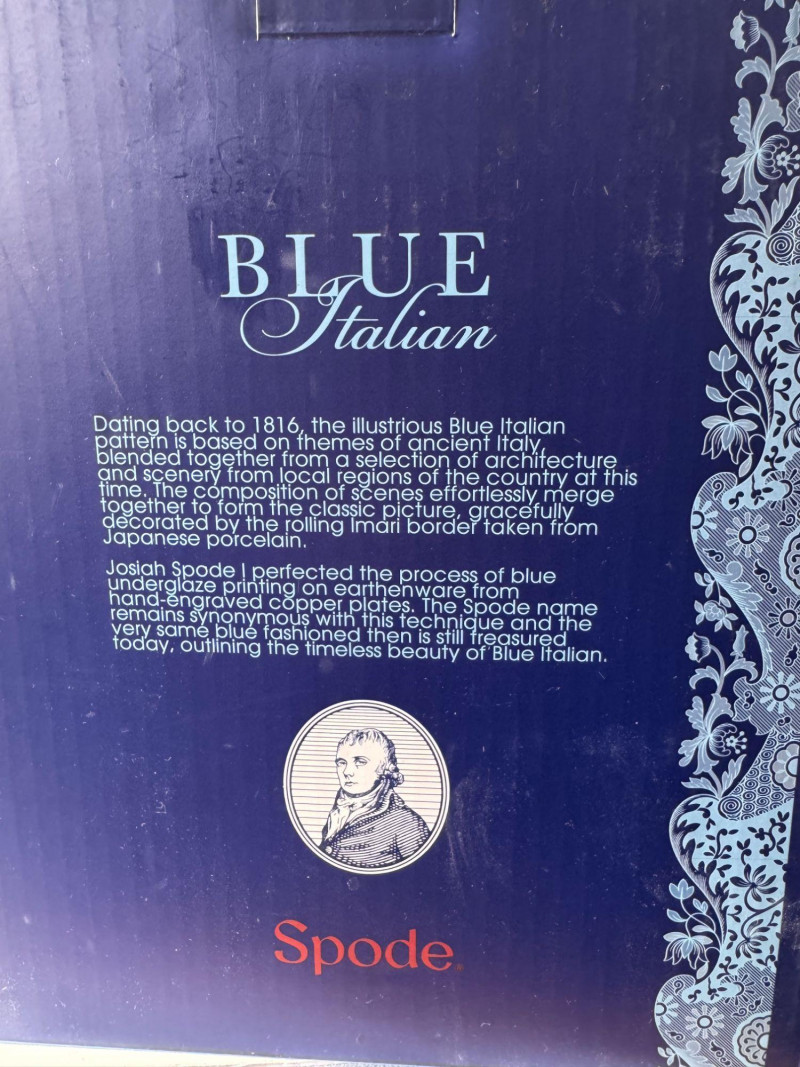 BLUE
Italian
Dating back to 1816, the illustrious Blue Italian
pattern is based on themes of ancient Italy,
blended together from a selection of architecture
and scenery from local regions of the country at this
time. The composition of scenes effortlessly merge
together to form the classic picture, gracefully
decorated by the rolling Imari border taken from
Japanese porcelain.
Josiah Spode I perfected the process of blue
underglaze printing on earthenware from
hand-engraved copper plates. The Spode name
remains synonymous with this technique and the
very same blue fashioned then is still treasured
today, outlining the timeless beauty of Blue Italian.
Spode.